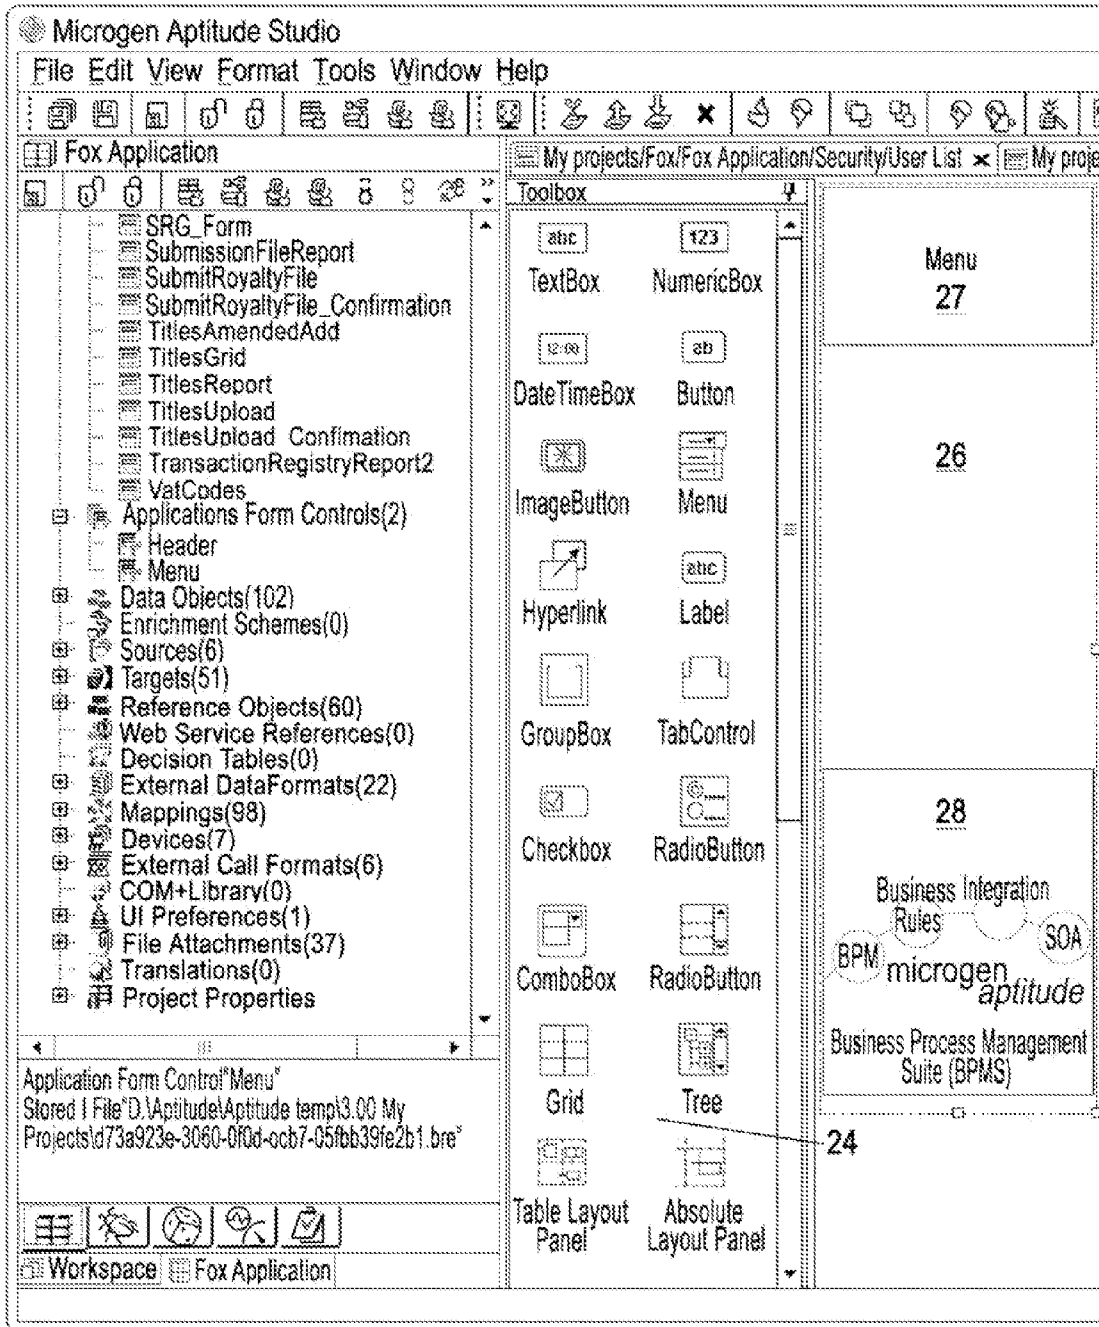 Microgen Aptitude Studio
File Edit View Format Tools Window Help
Fox Application
My projects/Fox/Fox Application/Security/User List
My proje
Toolbox
SRG_Form
SubmissionFileReport
SubmitRoyaltyFile
SubmitRoyaltyFile_Confirmation
TitlesAmendedAdd
TitlesGrid
TitlesReport
TitlesUpload
TitlesUpload_Confimation
TransactionRegistryReport2
VatCodes
Applications Form Controls(2)
Header
Menu
Data Objects(102)
Enrichment Schemes(0)
Sources(6)
Targets(51)
Reference Objects(60)
Web Service References(0)
Decision Tables(0)
External DataFormats(22)
Mappings(98)
Devices(7)
External Call Formats(6)
COM+Library(0)
UI Preferences(1)
File Attachments(37)
Translations(0)
Project Properties
Application Form Control"Menu"
Stored I File"D.\Aptitude\Aptitude temp\3.00 My
Projects\d73a923e-3060-0f0d-ocb7-05fbb39fe2b1.bre"
Workspace
Fox Application
abc 123
TextBox NumericBox
12:00 ab
DateTimeBox Button
ImageButton Menu
abc
Hyperlink Label
GroupBox TabControl
Checkbox RadioButton
ComboBox RadioButton
Grid Tree
24
Table Layout Absolute
Panel Layout Panel
Menu
27
26
28
Business Integration
Rules
SOA
BPM
microgen
aptitude
Business Process Management
Suite (BPMS)